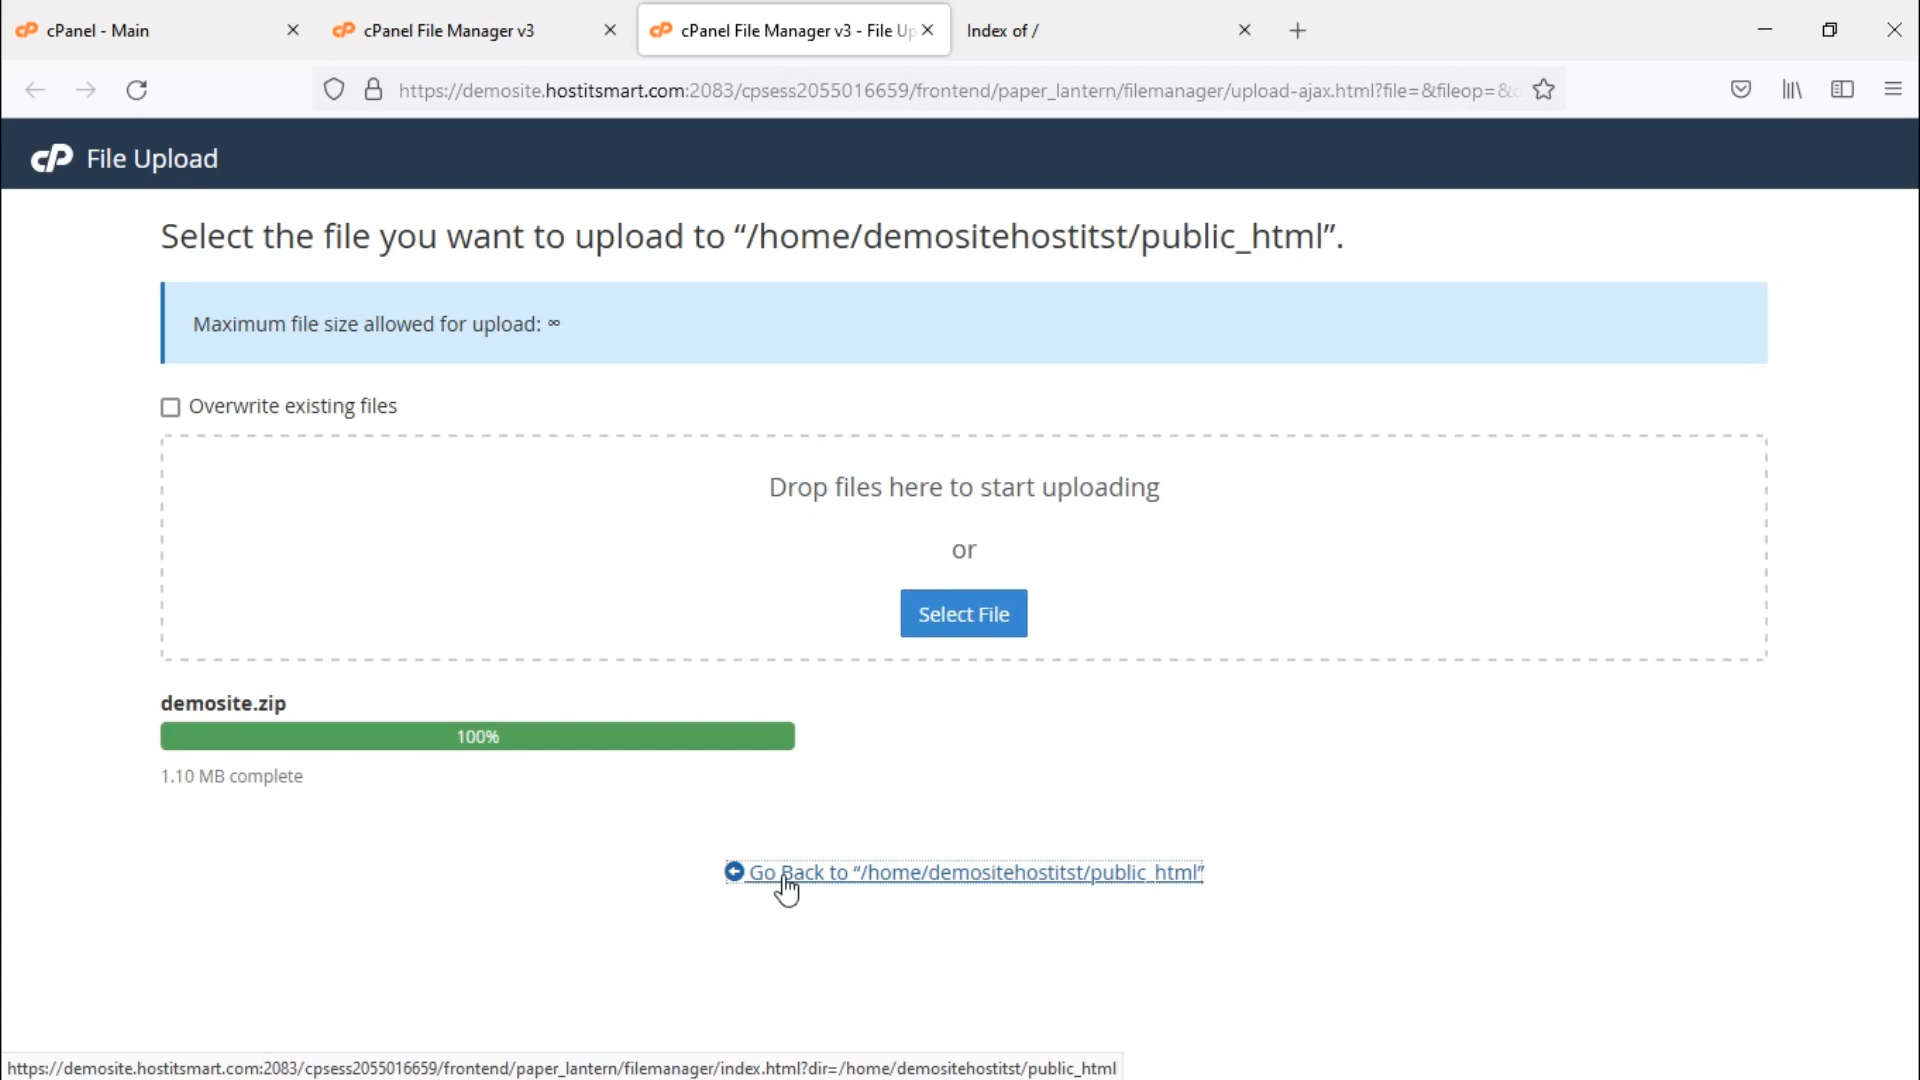 cPanel - Main
cPanel File Manager v3
cPanel File Manager v3 - File Up
Index of /
https://demosite.hostitsmart.com:2083/cpsess2055016659/frontend/paper_lantern/filemanager/upload-ajax.html?file=&fileop=&
cP File Upload
Select the file you want to upload to “/home/demositehostitst/public_html”.
Maximum file size allowed for upload: ∞
Overwrite existing files
Drop files here to start uploading
or
Select File
demosite.zip
100%
1.10 MB complete
Go Back to “/home/demositehostitst/public_html”
https://demosite.hostitsmart.com:2083/cpsess2055016659/frontend/paper_lantern/filemanager/index.html?dir=/home/demositehostitst/public_html